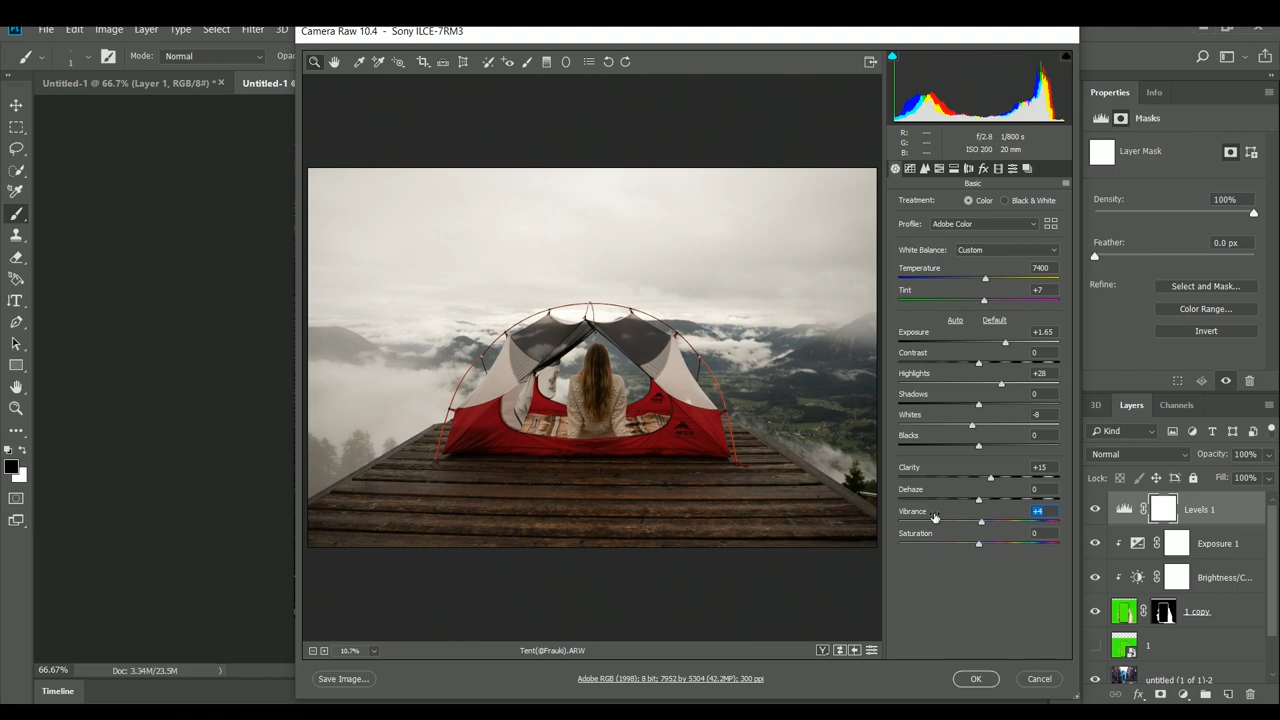 Camera Raw 10.4 - Sony ILCE-7RM3
Ps File Edit Image Layer Type Select Filter 3D
1 Mode: Normal Opac
Untitled-1 @ 66.7% (Layer 1, RGB/8#) * × Untitled-1 @
R: ---
G: ---
B: ---
f/2.8 1/800 s
ISO 200 20 mm
Basic
Treatment: Color Black & White
Profile: Adobe Color
White Balance: Custom
Temperature 7400
Tint +7
Auto Default
Exposure +1.65
Contrast 0
Highlights +28
Shadows 0
Whites -8
Blacks 0
Clarity +15
Dehaze 0
Vibrance +4
Saturation 0
MSR
10.7% Tent(@Frauki).ARW
Save Image... Adobe RGB (1998); 8 bit; 7952 by 5304 (42.2MP); 300 ppi OK Cancel
66.67% Doc: 3.34M/23.5M
Timeline
Properties Info
Masks
Layer Mask
Density: 100%
Feather: 0.0 px
Refine: Select and Mask...
Color Range...
Invert
3D Layers Channels
Kind
Normal Opacity: 100%
Lock: Fill: 100%
Levels 1
Exposure 1
Brightness/C...
1 copy
1
untitled (1 of 1)-2
fx